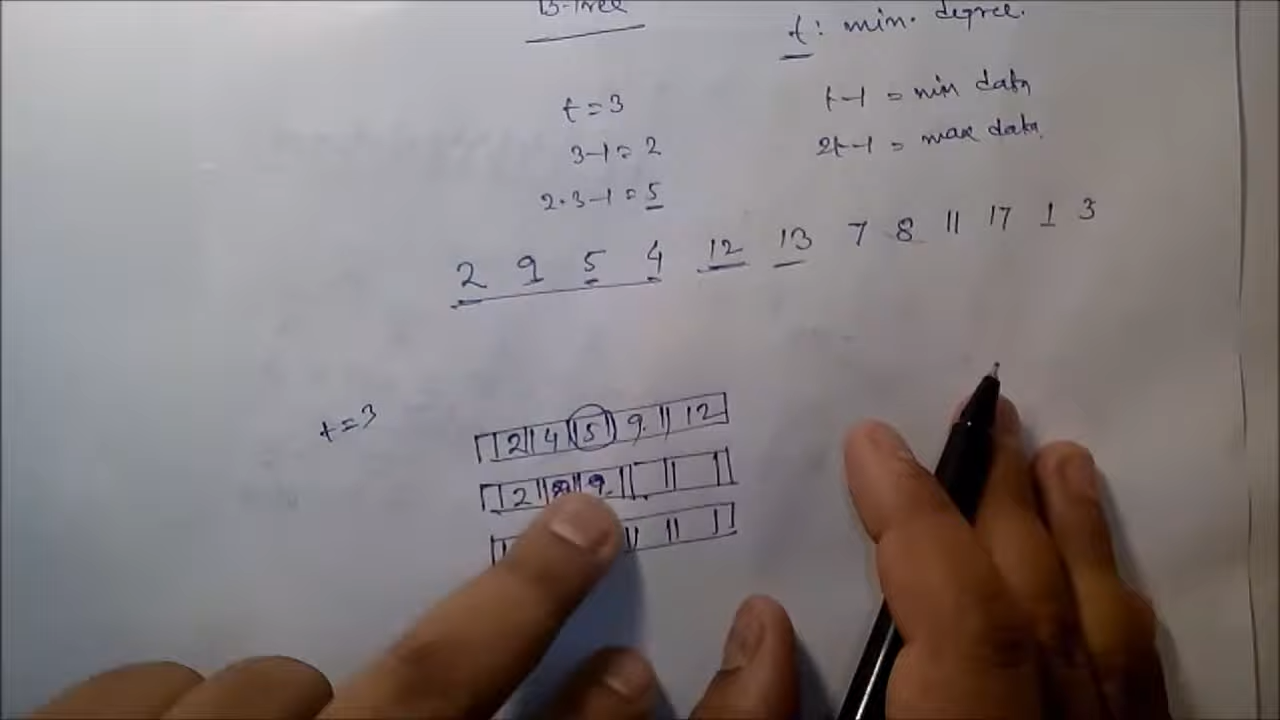 B-Tree
t : min. degree.
t = 3
t-1 = min data
3-1 = 2
2t-1 = max data.
2.3-1 = 5
2 9 5 4 12 13 7 8 11 17 1 3
t = 3
2 4 5 9 12
2 9